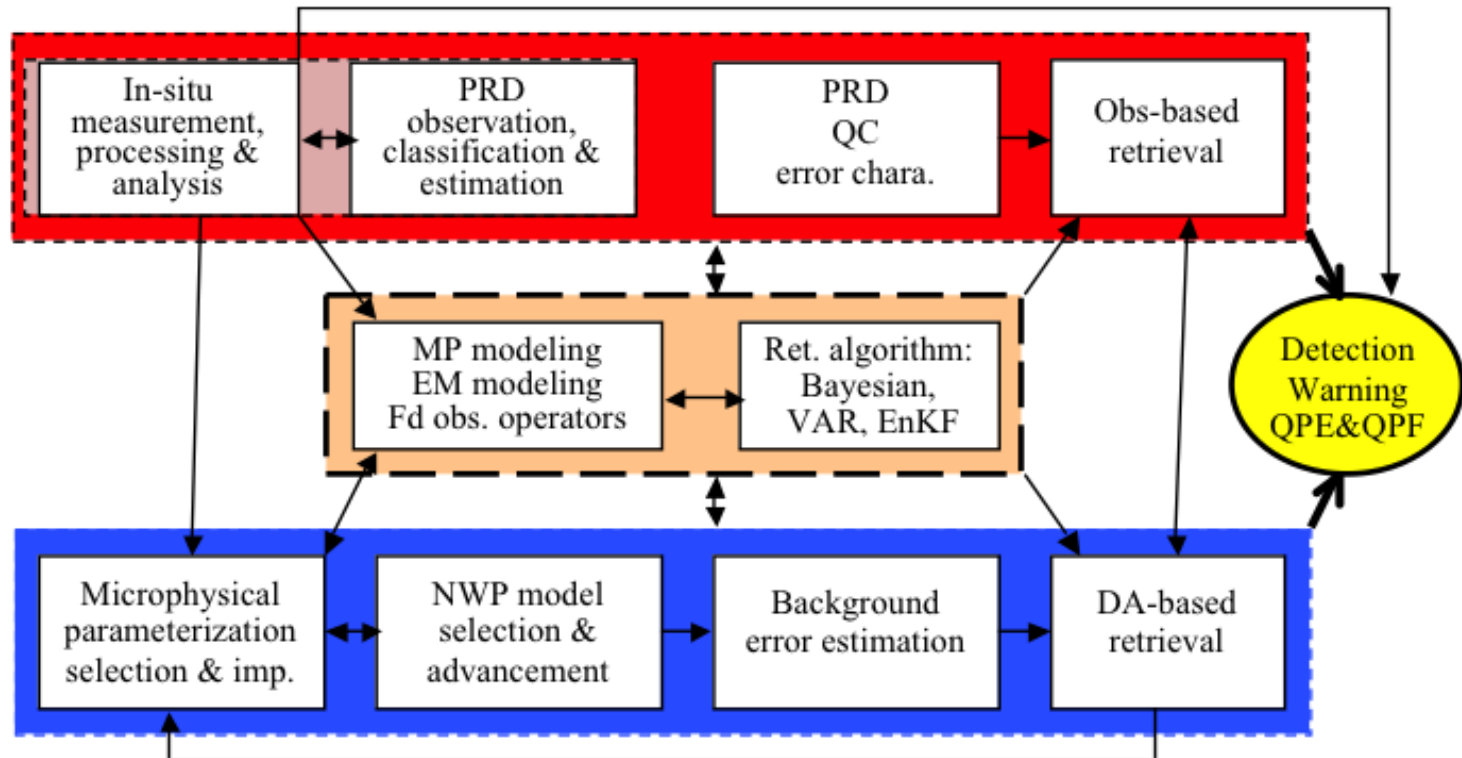 In-situ
measurement,
processing &
analysis
PRD
observation,
classification &
estimation
PRD
QC
error chara.
Obs-based
retrieval
MP modeling
EM modeling
Fd obs. operators
Ret. algorithm:
Bayesian,
VAR, EnKF
Detection
Warning
QPE&QPF
Microphysical
parameterization
selection & imp.
NWP model
selection &
advancement
Background
error estimation
DA-based
retrieval